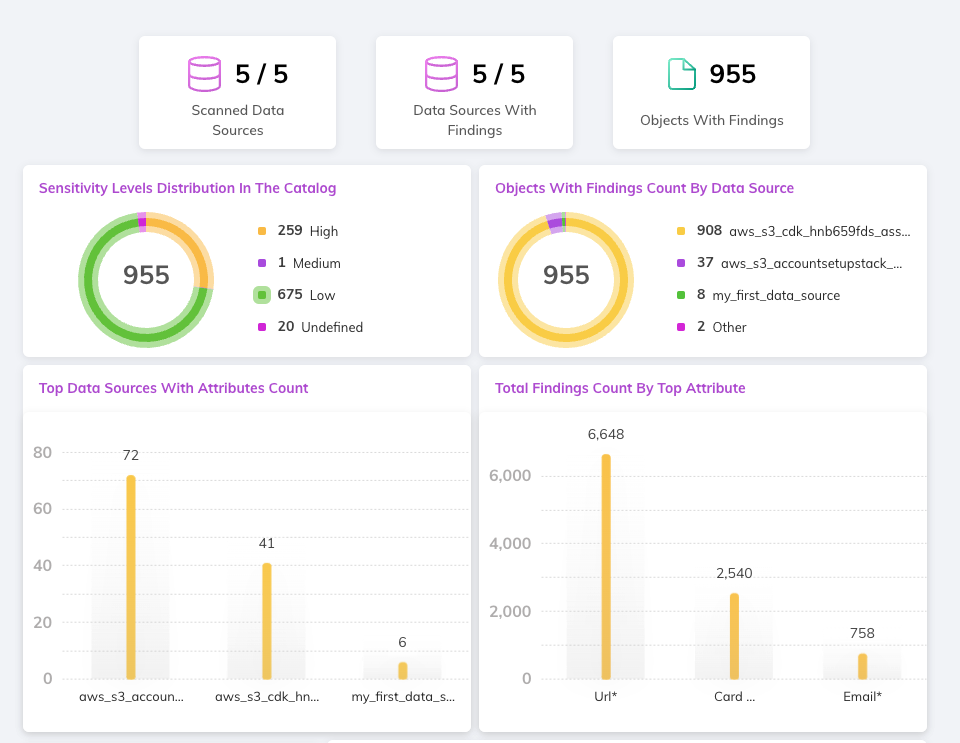 5 / 5
Scanned Data
Sources
5 / 5
Data Sources With
Findings
955
Objects With Findings
Sensitivity Levels Distribution In The Catalog
955
259 High
1 Medium
675 Low
20 Undefined
Objects With Findings Count By Data Source
955
908 aws_s3_cdk_hnb659fds_ass...
37 aws_s3_accountsetupstack_...
8 my_first_data_source
2 Other
Top Data Sources With Attributes Count
80
60
40
20
0
72
41
6
aws_s3_accoun...
aws_s3_cdk_hn...
my_first_data_s...
Total Findings Count By Top Attribute
6,000
4,000
2,000
0
6,648
2,540
758
Url*
Card ...
Email*